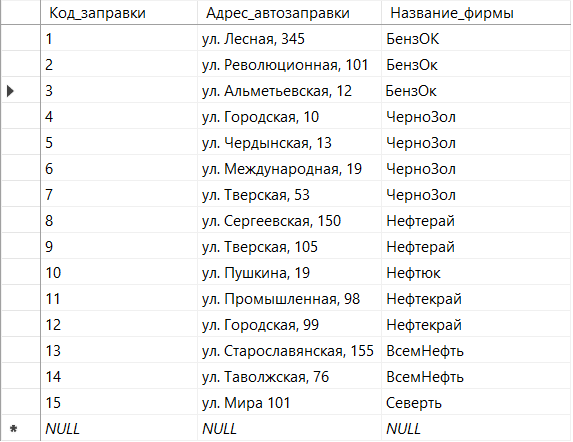 Код_заправки Адрес_автозаправки Название_фирмы
1 ул. Лесная, 345 БензОК
2 ул. Революционная, 101 БензОк
3 ул. Альметьевская, 12 БензОк
4 ул. Городская, 10 ЧерноЗол
5 ул. Чердынская, 13 ЧерноЗол
6 ул. Международная, 19 ЧерноЗол
7 ул. Тверская, 53 ЧерноЗол
8 ул. Сергеевская, 150 Нефтерай
9 ул. Тверская, 105 Нефтерай
10 ул. Пушкина, 19 Нефтюк
11 ул. Промышленная, 98 Нефтекрай
12 ул. Городская, 99 Нефтекрай
13 ул. Старославянская, 155 ВсемНефть
14 ул. Таволжская, 76 ВсемНефть
15 ул. Мира 101 Северть
NULL NULL NULL